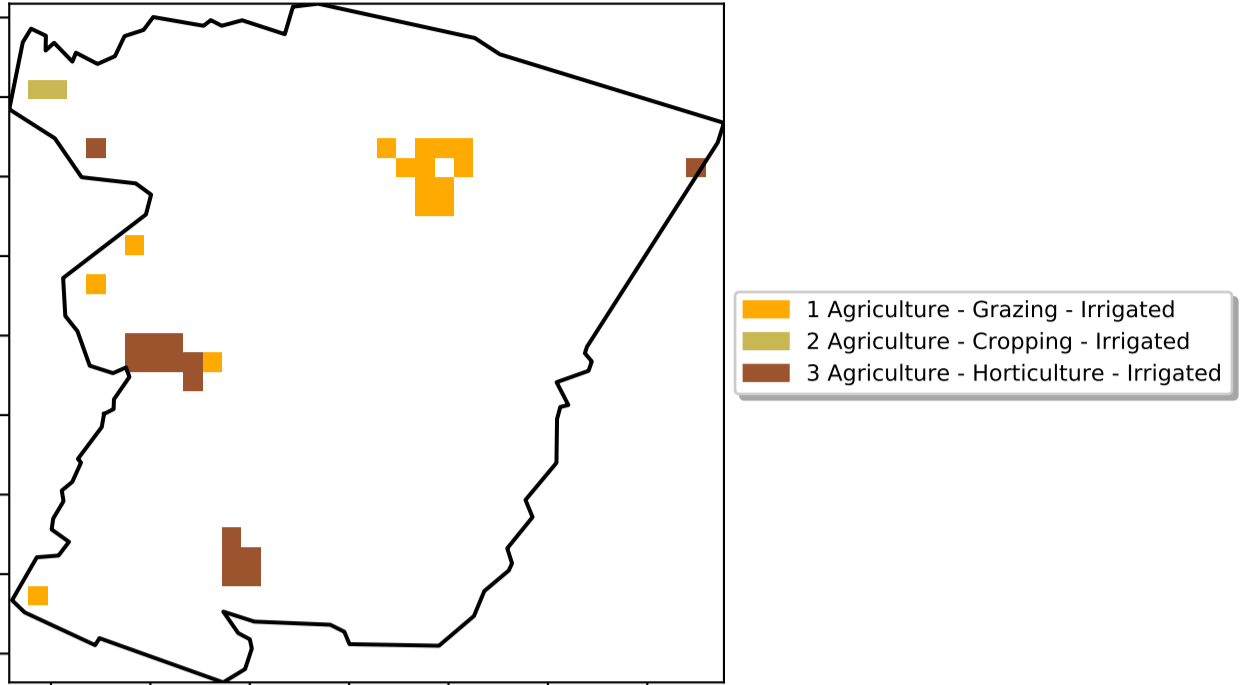 1 Agriculture - Grazing - Irrigated
2 Agriculture - Cropping - Irrigated
3 Agriculture - Horticulture - Irrigated